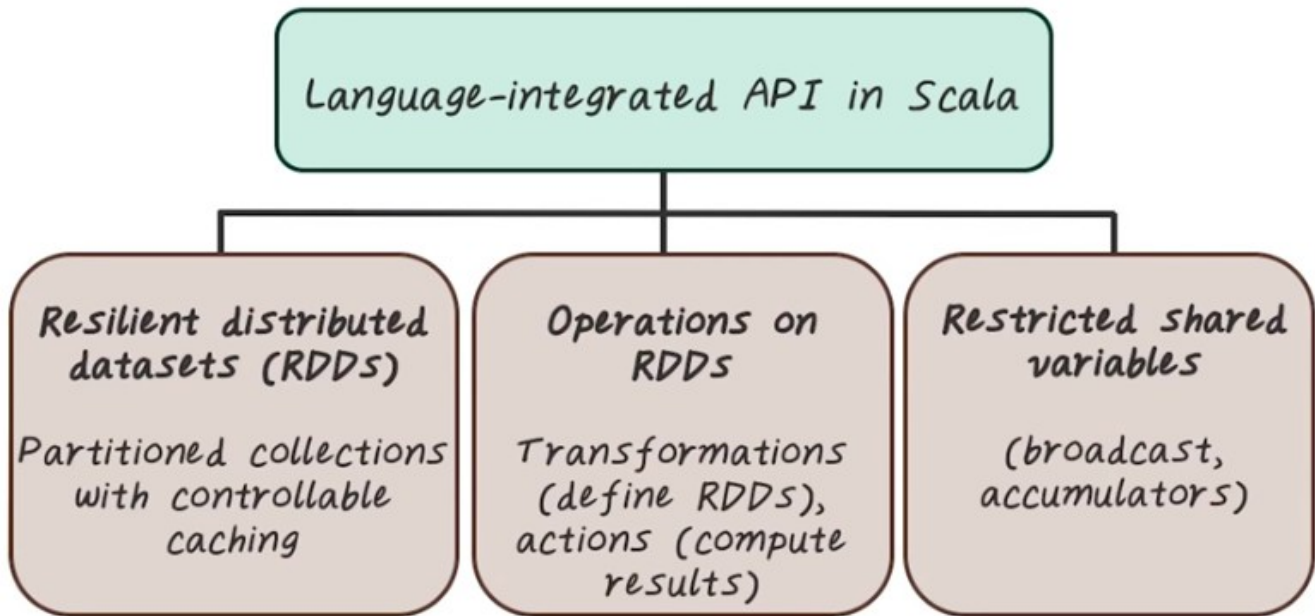 Language-integrated API in Scala
Resilient distributed
datasets (RDDs)
Partitioned collections
with controllable
caching
Operations on
RDDs
Transformations
(define RDDs),
actions (compute
results)
Restricted shared
variables
(broadcast,
accumulators)